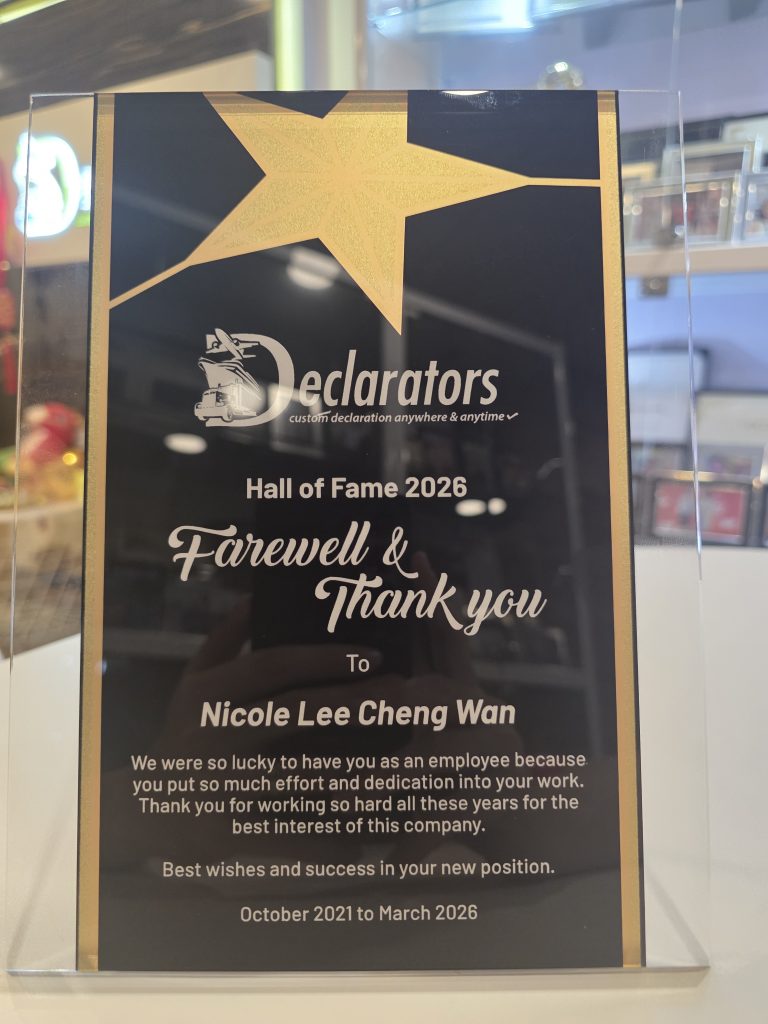 Declarators
custom declaration anywhere & anytime
Hall of Fame 2026
Farewell &
Thank you
To
Nicole Lee Cheng Wan
We were so lucky to have you as an employee because
you put so much effort and dedication into your work.
Thank you for working so hard all these years for the
best interest of this company.
Best wishes and success in your new position.
October 2021 to March 2026